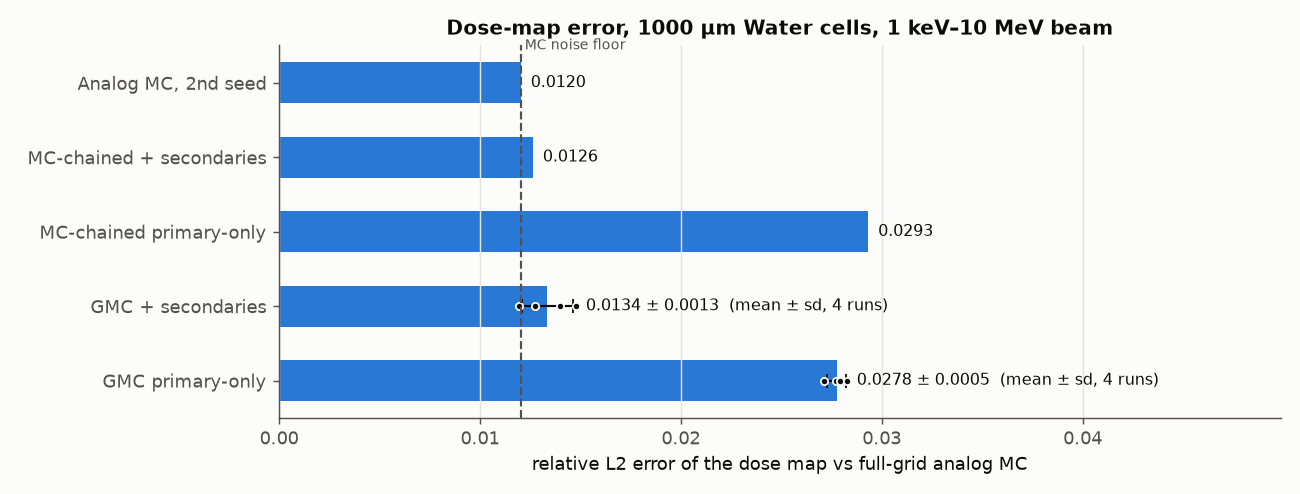 Dose-map error, 1000 µm Water cells, 1 keV–10 MeV beam
MC noise floor
Analog MC, 2nd seed
0.0120
MC-chained + secondaries
0.0126
MC-chained primary-only
0.0293
GMC + secondaries
0.0134 ± 0.0013 (mean ± sd, 4 runs)
GMC primary-only
0.0278 ± 0.0005 (mean ± sd, 4 runs)
0.00 0.01 0.02 0.03 0.04
relative L2 error of the dose map vs full-grid analog MC